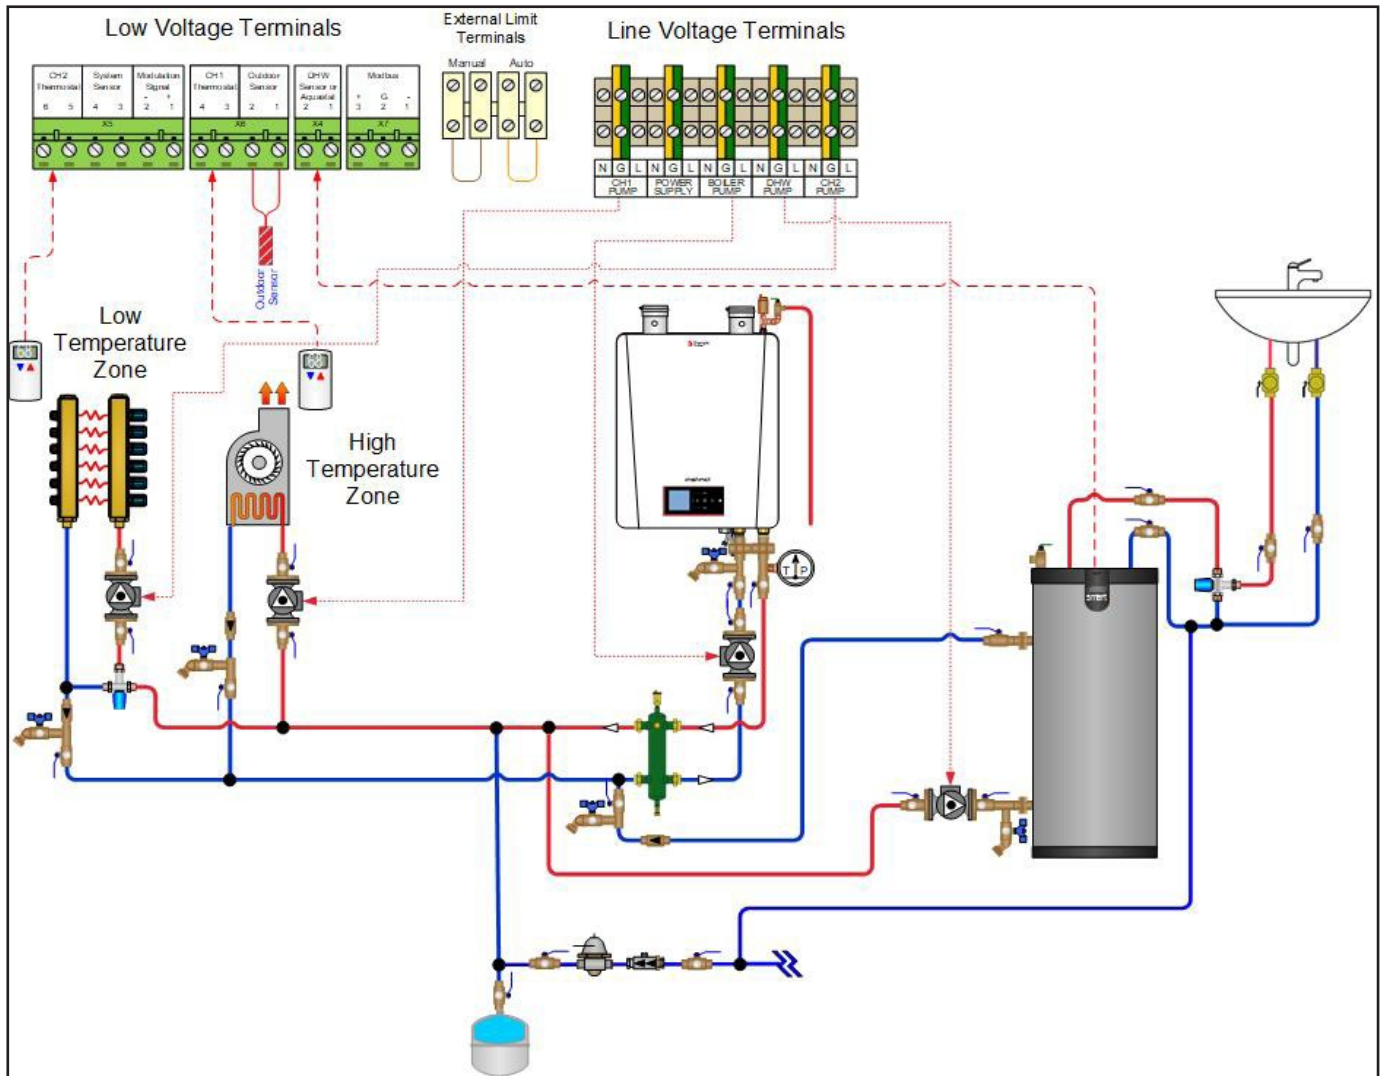 Low Voltage Terminals
External Limit
Terminals
Line Voltage Terminals
Manual Auto
CH2
Thermostat
6 5
System
Sensor
4 3
Modulation
Signal
- +
2 1
CH1
Thermostat
4 3
Outdoor
Sensor
2 1
DHW
Sensor or
Aquastat
2 1
Modbus
+ G -
3 2 1
X5
X6
X4
X7
N G L N G L N G L N G L N G L
CH1
PUMP
POWER
SUPPLY
BOILER
PUMP
DHW
PUMP
CH2
PUMP
Outdoor
Sensor
Low
Temperature
Zone
High
Temperature
Zone
T P
SMART